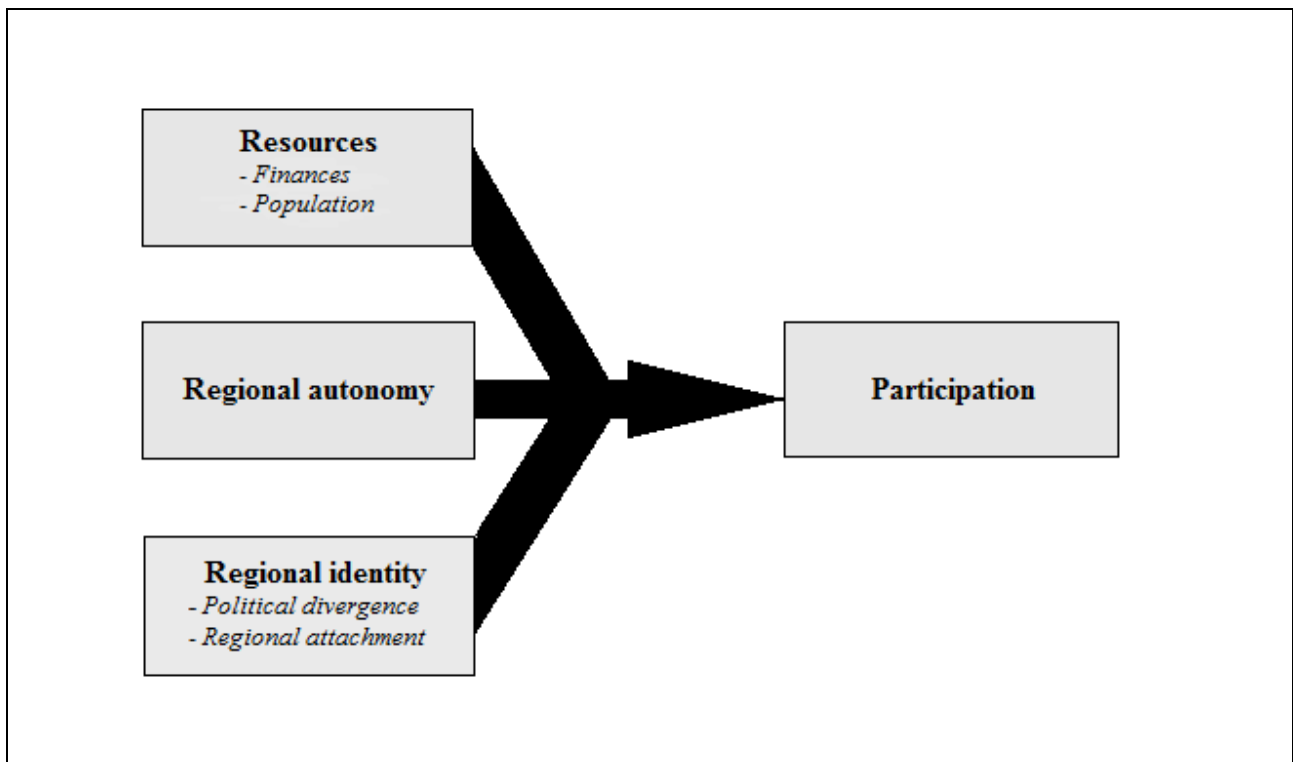 Resources
- Finances
- Population
Regional autonomy
Participation
Regional identity
- Political divergence
- Regional attachment